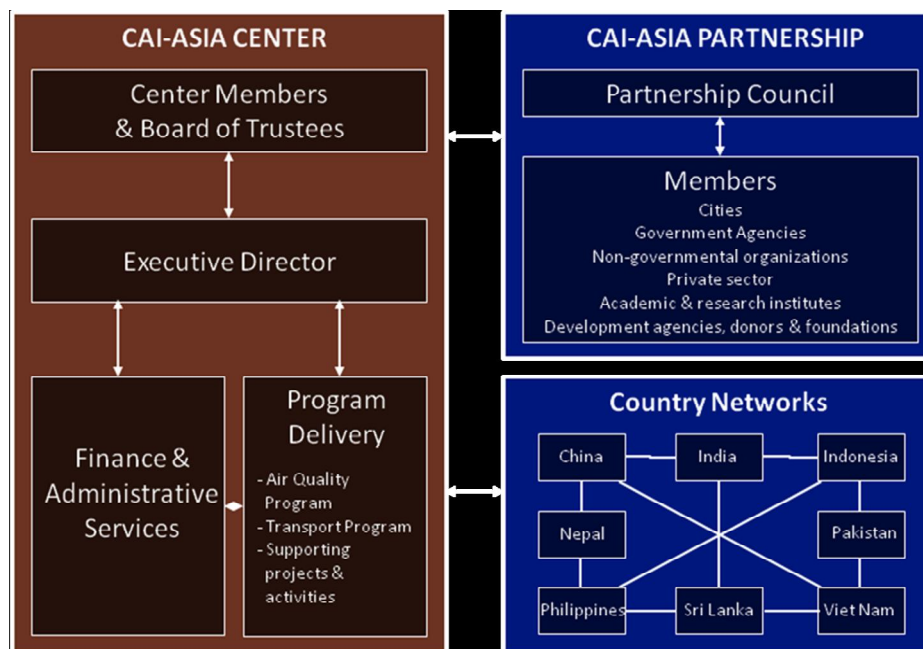 CAI-ASIA CENTER
Center Members
& Board of Trustees
Executive Director
Finance &
Administrative
Services
Program
Delivery
- Air Quality
Program
- Transport Program
- Supporting
projects &
activities
CAI-ASIA PARTNERSHIP
Partnership Council
Members
Cities
Government Agencies
Non-governmental organizations
Private sector
Academic & research institutes
Development agencies, donors & foundations
Country Networks
China India Indonesia
Nepal Pakistan
Philippines Sri Lanka Viet Nam